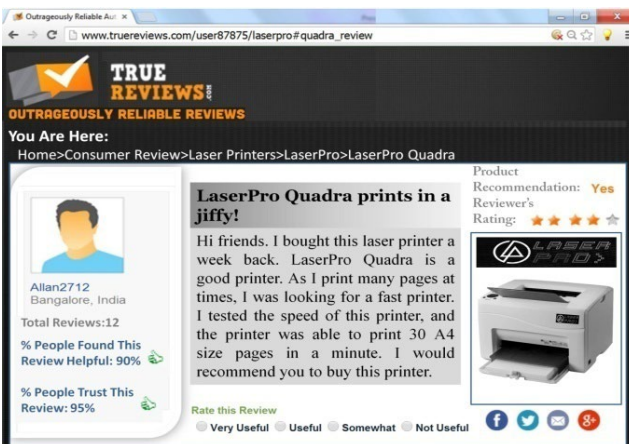 Outrageously Reliable Aut
www.truereviews.com/user87875/laserpro#quadra_review
TRUE
REVIEWS.com
OUTRAGEOUSLY RELIABLE REVIEWS
You Are Here:
Home>Consumer Review>Laser Printers>LaserPro>LaserPro Quadra
Allan2712
Bangalore, India
Total Reviews:12
% People Found This
Review Helpful: 90%
% People Trust This
Review: 95%
LaserPro Quadra prints in a
jiffy!
Hi friends. I bought this laser printer a
week back. LaserPro Quadra is a
good printer. As I print many pages at
times, I was looking for a fast printer.
I tested the speed of this printer, and
the printer was able to print 30 A4
size pages in a minute. I would
recommend you to buy this printer.
Rate this Review
Very Useful Useful Somewhat Not Useful
Product
Recommendation: Yes
Reviewer's
Rating:
LASER
PRO>